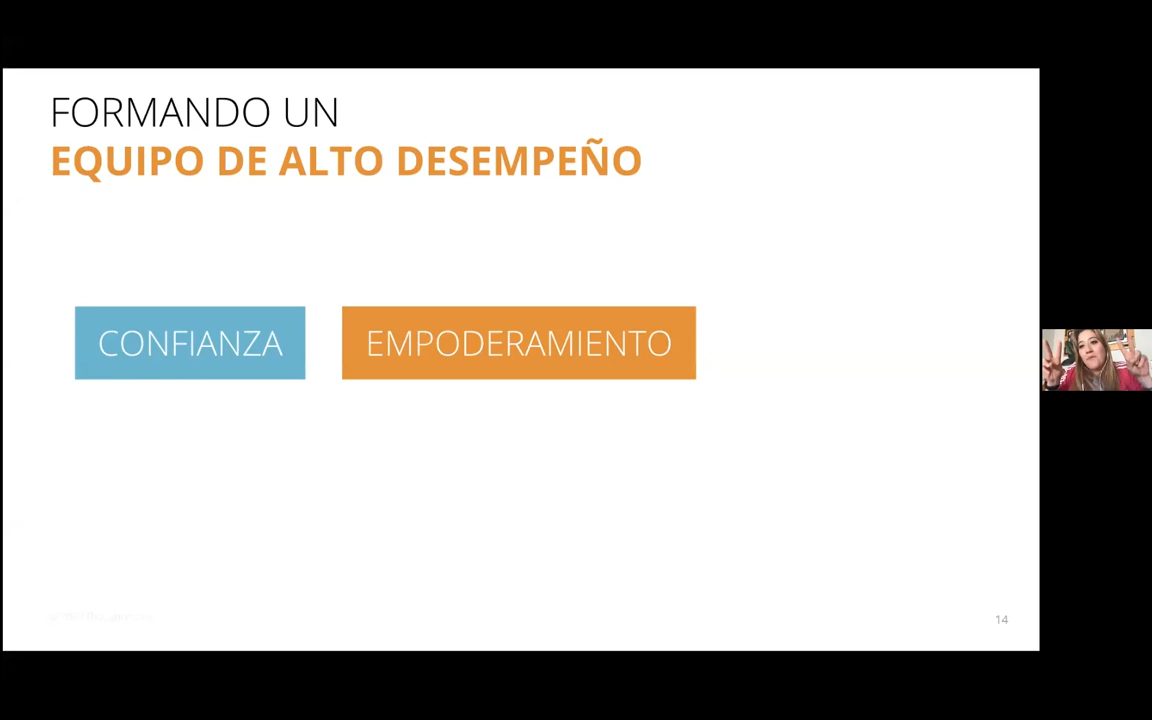 FORMANDO UN
EQUIPO DE ALTO DESEMPEÑO
CONFIANZA
EMPODERAMIENTO
14